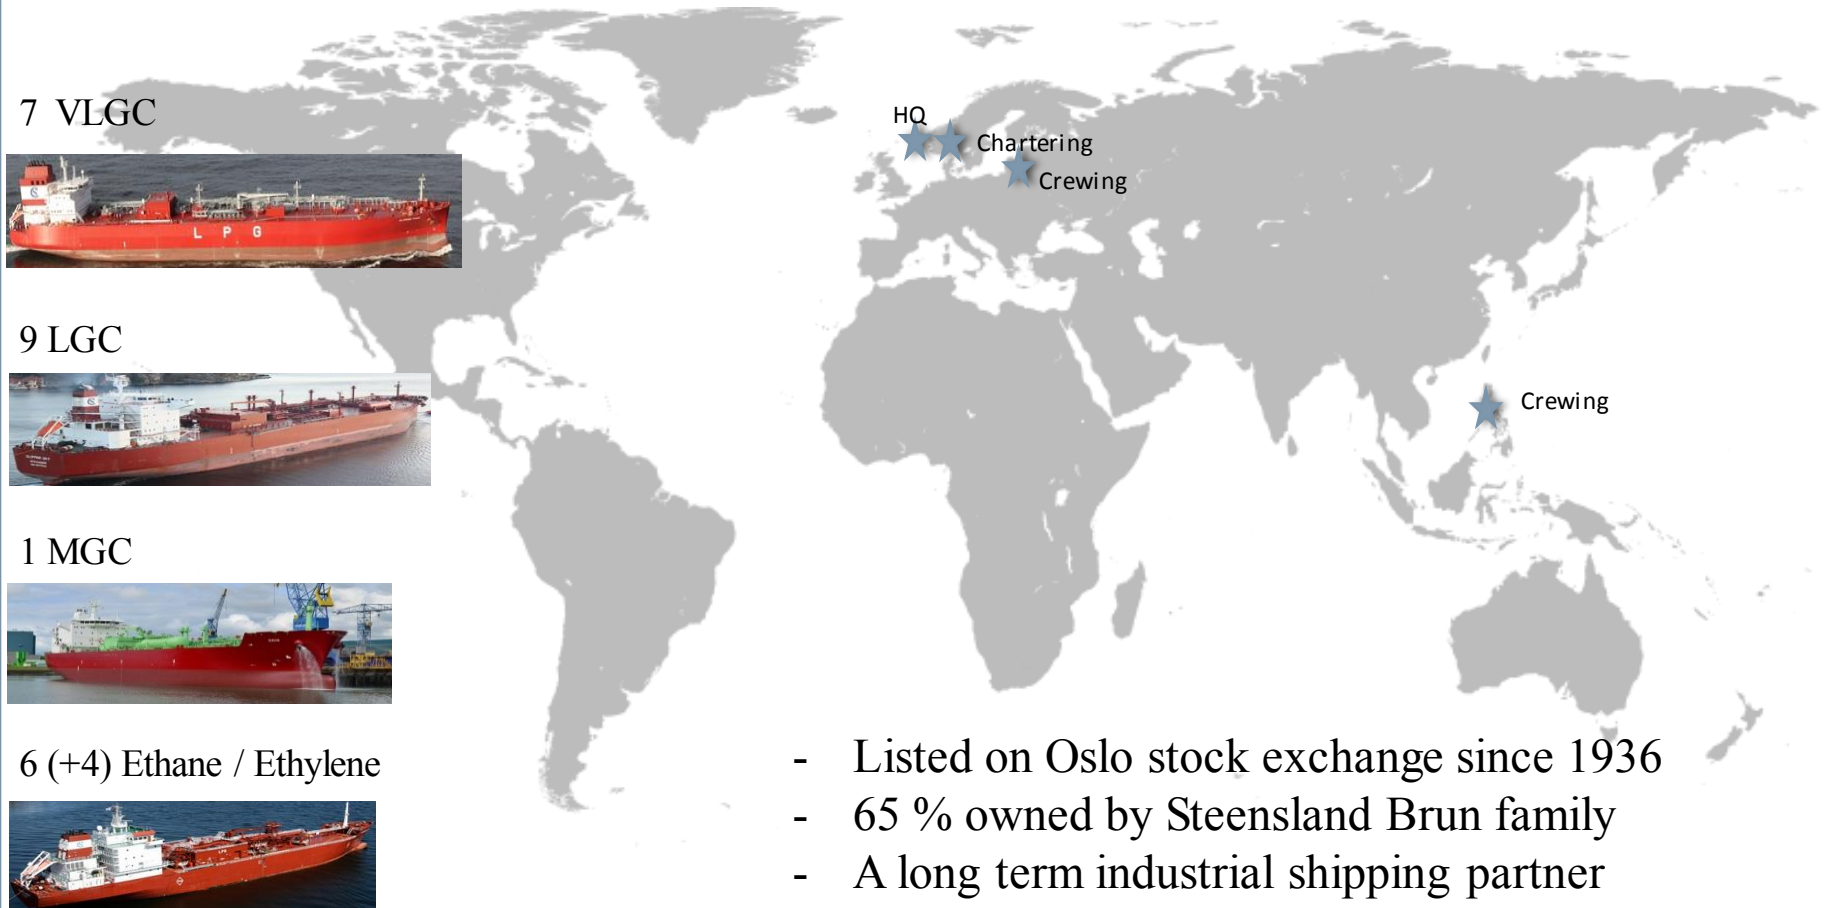 7 VLGC
HQ
Chartering
Crewing
L P G
9 LGC
Crewing
1 MGC
6 (+4) Ethane / Ethylene
- Listed on Oslo stock exchange since 1936
- 65 % owned by Steensland Brun family
- A long term industrial shipping partner
LPG